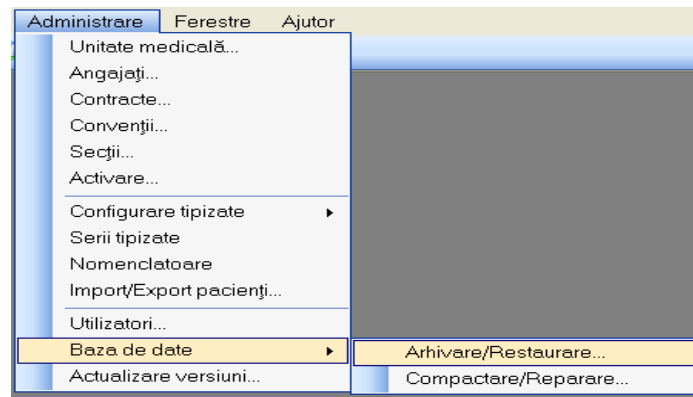 Administrare Ferestre Ajutor
Unitate medicală...
Angajaţi...
Contracte...
Convenţii...
Secţii...
Activare...
Configurare tipizate
Serii tipizate
Nomenclatoare
Import/Export pacienţi...
Utilizatori...
Baza de date Arhivare/Restaurare...
Actualizare versiuni... Compactare/Reparare...